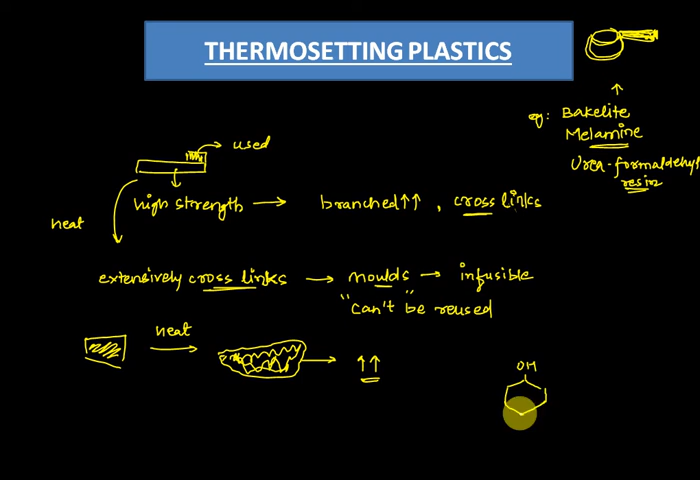 THERMOSETTING PLASTICS
eg: Bakelite
Melamine
Urea-formaldehy
resin
used
high strength → branched↑↑, cross links
heat
extensively cross links → moulds → infusible
"can't" be reused
heat
↑↑
OH